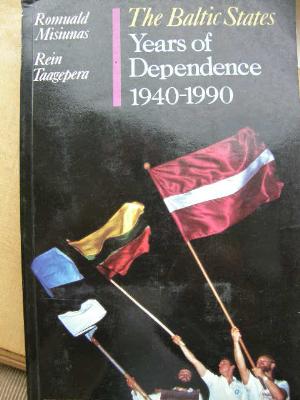 Romuald
Misiunas
Rein
Taagepera
The Baltic States
Years of
Dependence
1940-1990